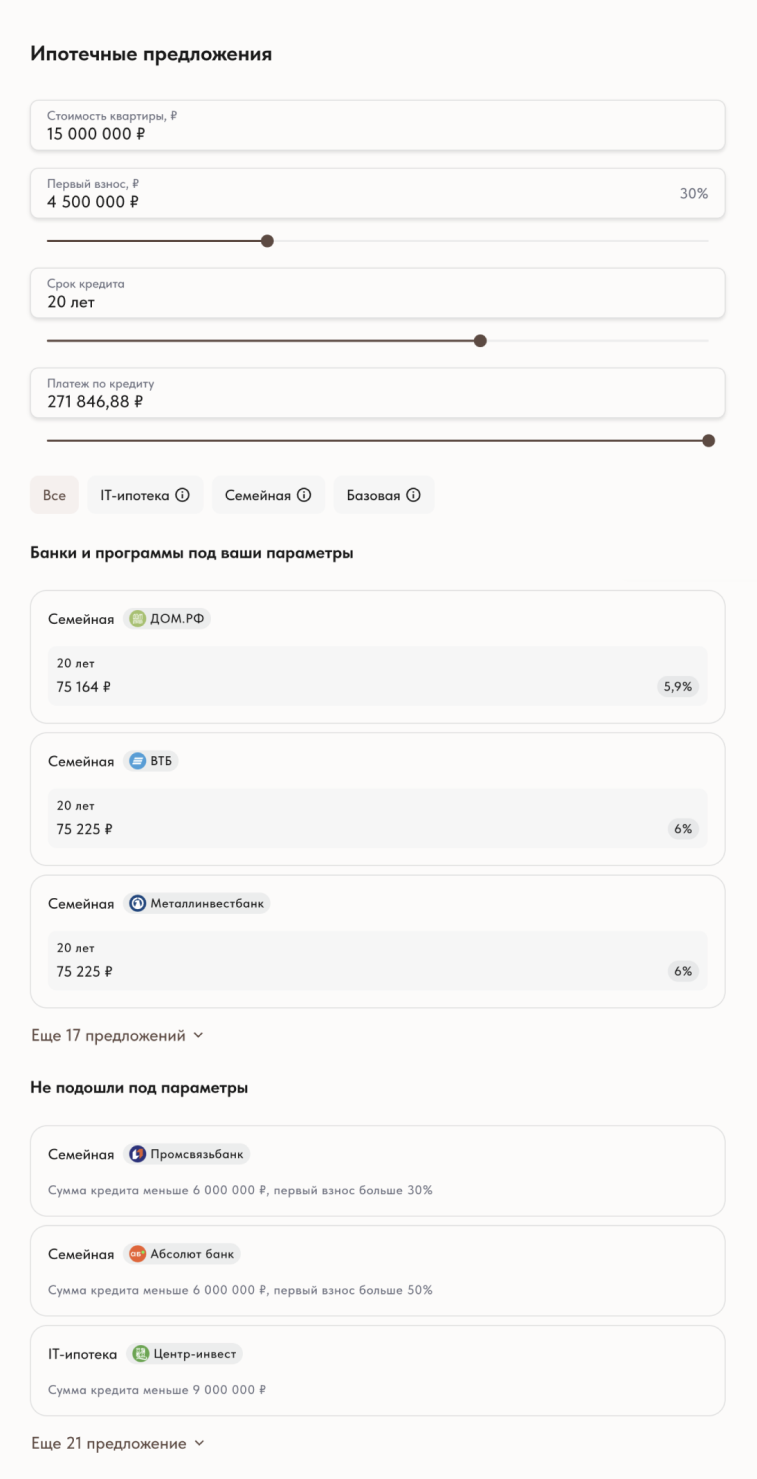 Ипотечные предложения
Стоимость квартиры, ₽
15 000 000 ₽
Первый взнос, ₽
4 500 000 ₽
30%
Срок кредита
20 лет
Платеж по кредиту
271 846,88 ₽
Все
IT-ипотека
Семейная
Базовая
Банки и программы под ваши параметры
Семейная ДОМ.РФ
20 лет
75 164 ₽
5,9%
Семейная ВТБ
20 лет
75 225 ₽
6%
Семейная Металлинвестбанк
20 лет
75 225 ₽
6%
Еще 17 предложений
Не подошли под параметры
Семейная Промсвязьбанк
Сумма кредита меньше 6 000 000 ₽, первый взнос больше 30%
Семейная Абсолют банк
Сумма кредита меньше 6 000 000 ₽, первый взнос больше 50%
IT-ипотека Центр-инвест
Сумма кредита меньше 9 000 000 ₽
Еще 21 предложение